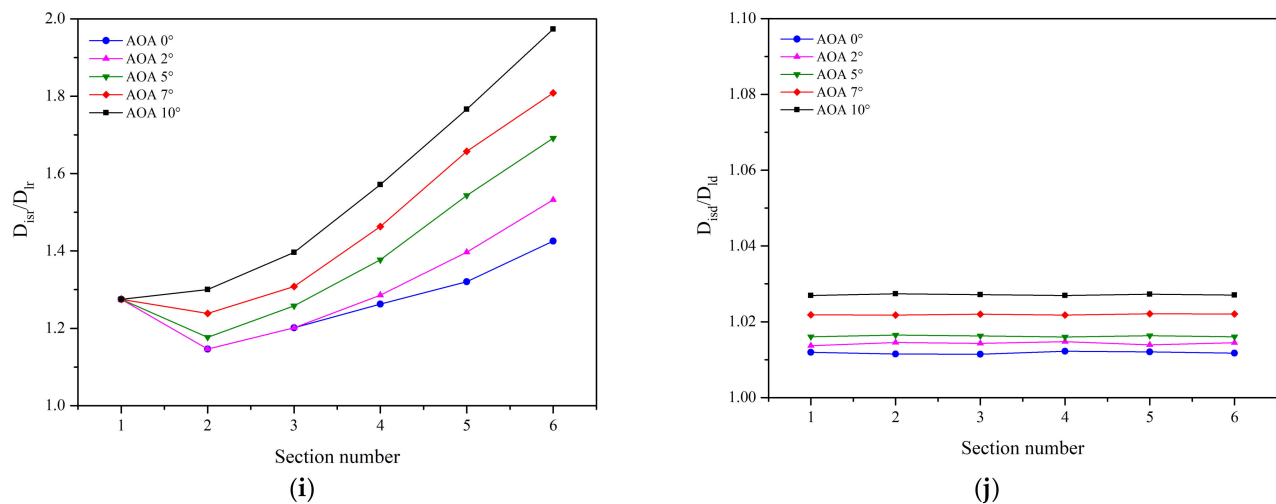 2.0
1.8
1.6
1.4
1.2
1.0
D_isr/D_lr
AOA 0°
AOA 2°
AOA 5°
AOA 7°
AOA 10°
1 2 3 4 5 6
Section number
(i)
1.10
1.08
1.06
1.04
1.02
1.00
D_isd/D_ld
AOA 0°
AOA 2°
AOA 5°
AOA 7°
AOA 10°
1 2 3 4 5 6
Section number
(j)